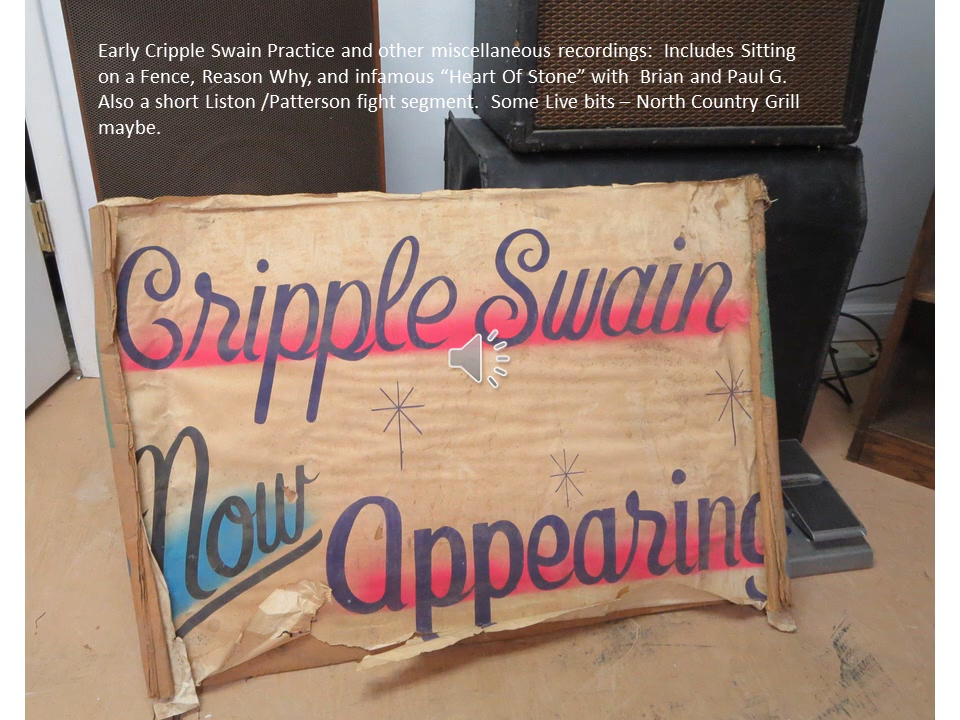 Early Cripple Swain Practice and other miscellaneous recordings:  Includes Sitting
on a Fence, Reason Why, and infamous “Heart Of Stone” with  Brian and Paul G.
Also a short Liston /Patterson fight segment.  Some Live bits – North Country Grill
maybe.
Cripple Swain
Now Appearing